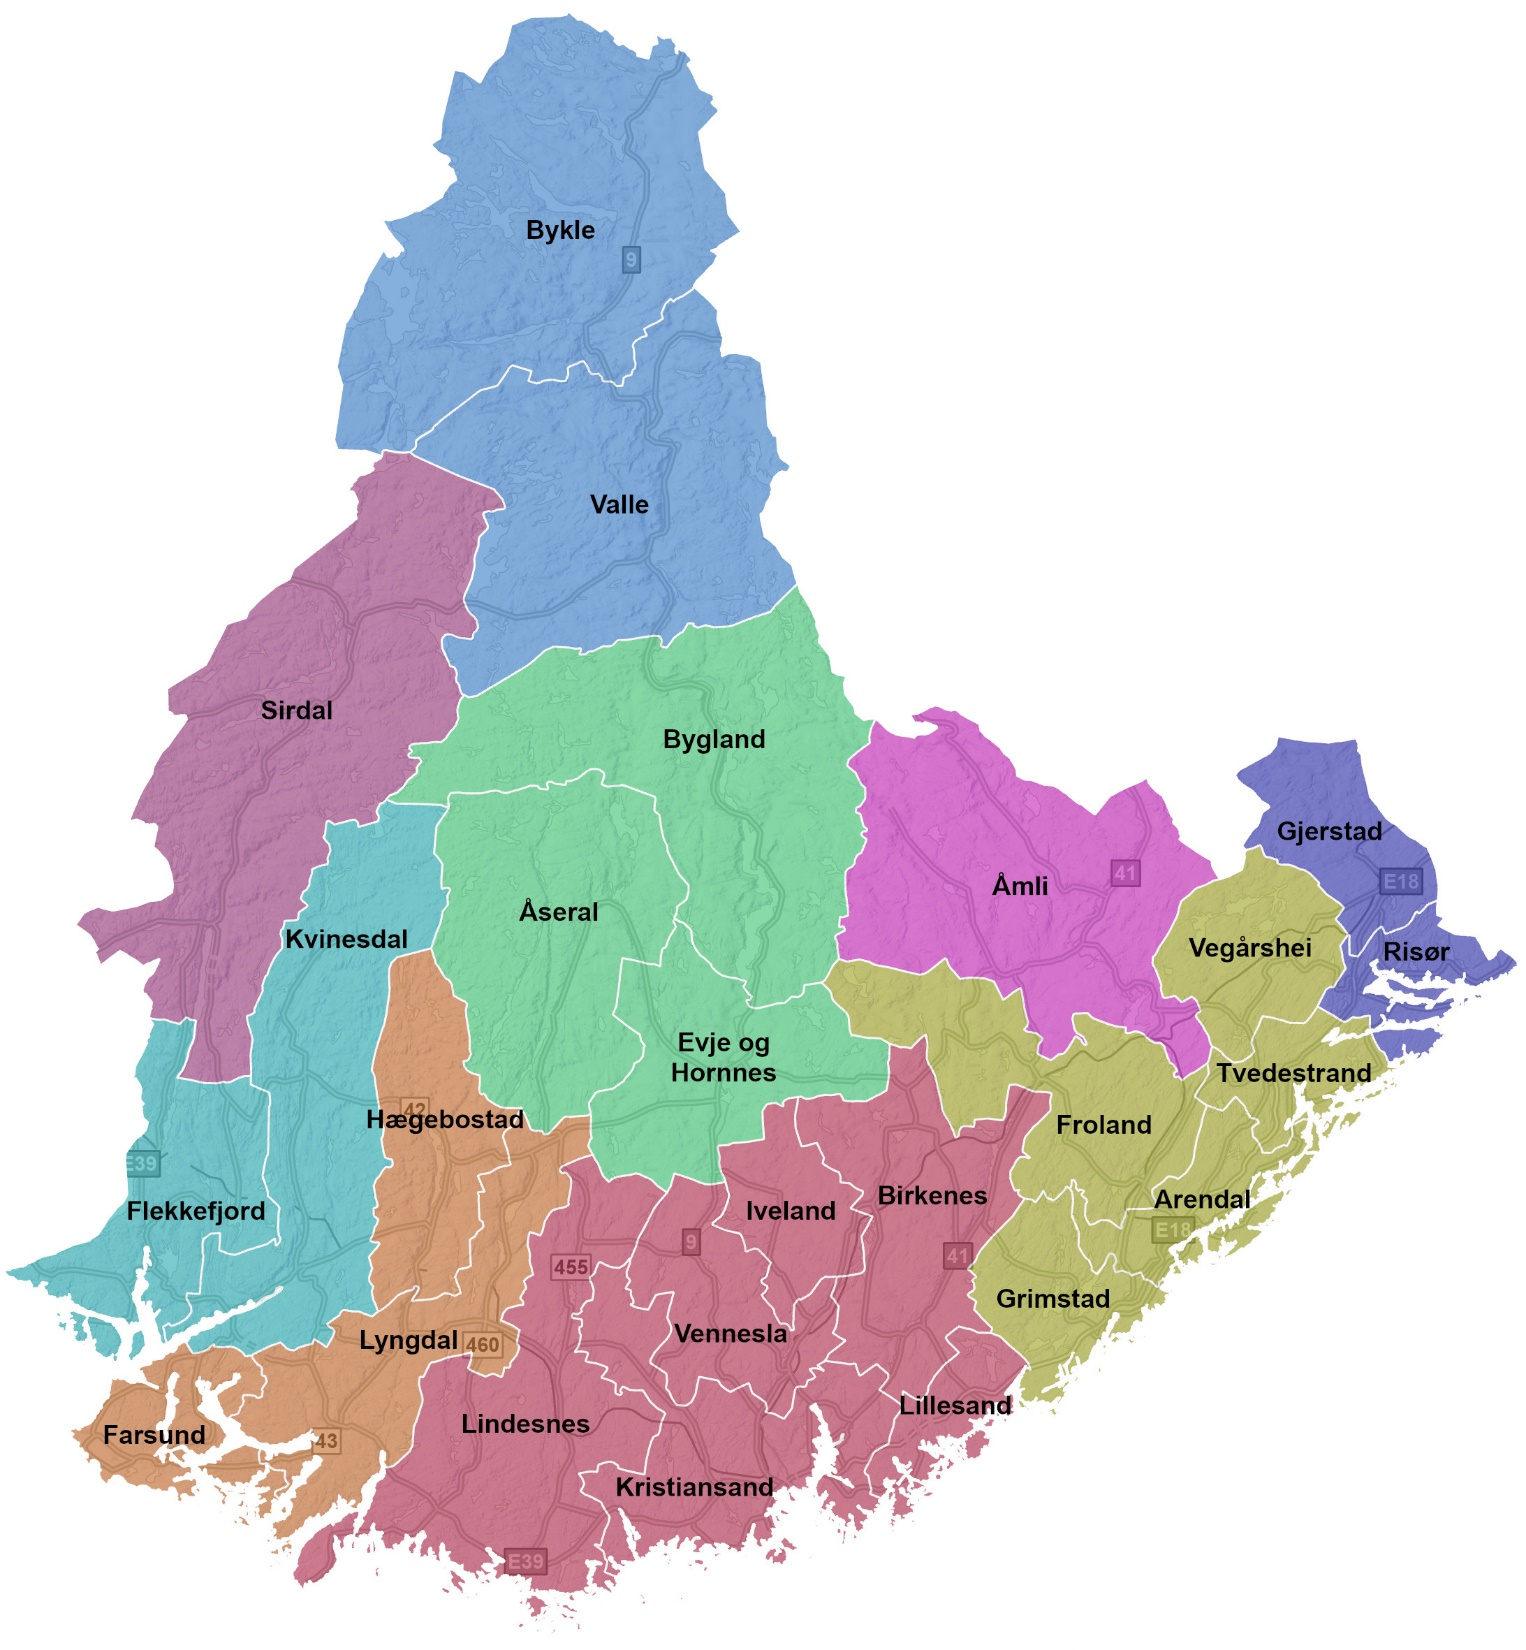 Bykle
9
Valle
Sirdal
Bygland
Gjerstad
Åmli
41
E18
Åseral
Kvinesdal
Vegårshei
Risør
Evje og
Hornnes
Tvedestrand
42
Hægebostad
Froland
E39
Flekkefjord
Iveland
Birkenes
Arendal
E18
9
41
455
Grimstad
Vennesla
Lyngdal
460
Lillesand
Lindesnes
Farsund
43
Kristiansand
E39